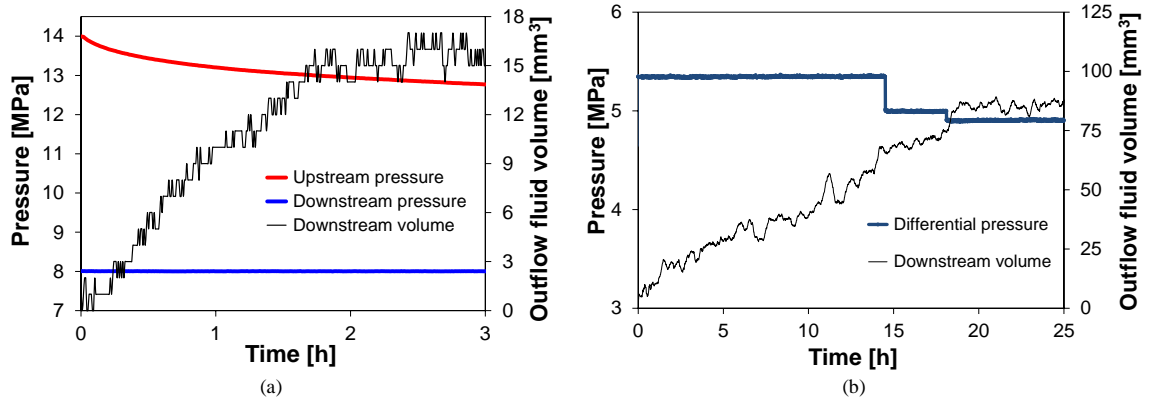 14
13
12
11
10
9
8
7
Pressure [MPa]
18
15
12
9
6
3
0
Outflow fluid volume [mm³]
Upstream pressure
Downstream pressure
Downstream volume
0
1
2
3
Time [h]
(a)
6
5
4
3
Pressure [MPa]
125
100
75
50
25
0
Outflow fluid volume [mm³]
Differential pressure
Downstream volume
0
5
10
15
20
25
Time [h]
(b)